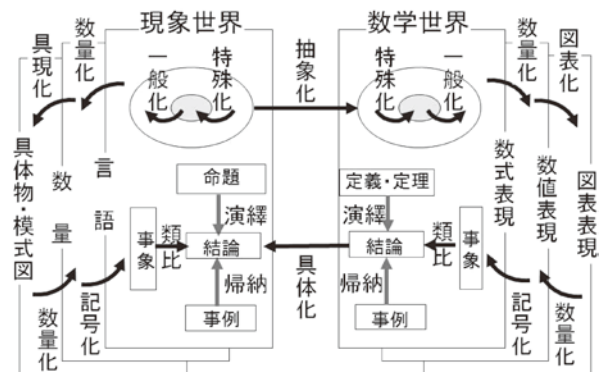 現象世界
数学世界
具現化
数量化
一般化
特殊化
抽象化
特殊化
一般化
数量化
図表化
具体物・模式図
数量
言語
命題
演繹
事象
類比
結論
帰納
事例
具体化
定義・定理
演繹
結論
類比
事象
帰納
事例
数式表現
数値表現
図表表現
数量化
記号化
記号化
数量化